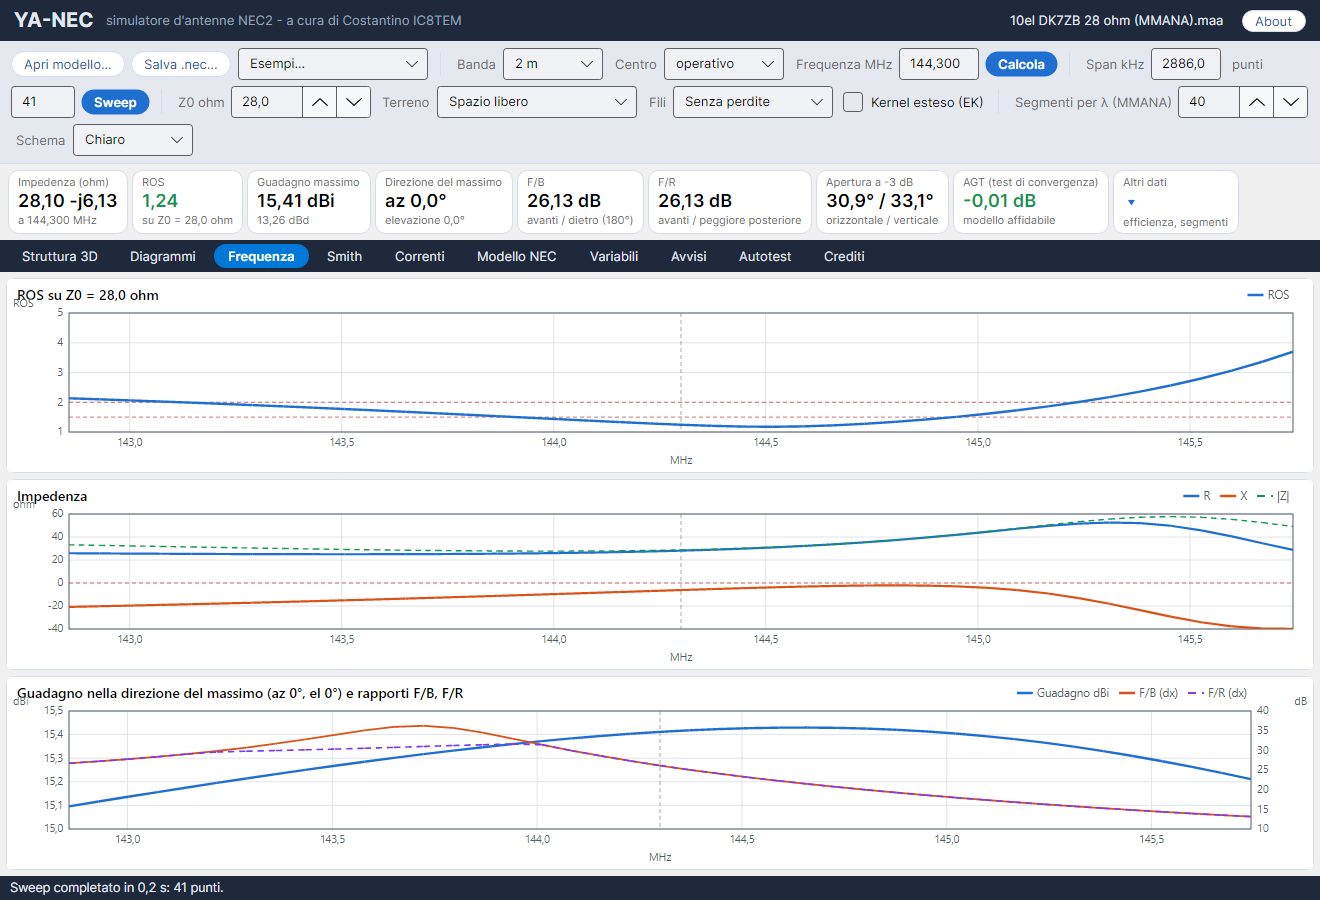 YA-NEC simulatore d'antenne NEC2 - a cura di Costantino IC8TEM 10el DK7ZB 28 ohm (MMANA).maa About
Apri modello... Salva .nec... Esempi... Banda 2 m Centro operativo Frequenza MHz 144,300 Calcola Span kHz 2886,0 punti
41 Sweep Z0 ohm 28,0 Terreno Spazio libero Fili Senza perdite Kernel esteso (EK) Segmenti per λ (MMANA) 40
Schema Chiaro
Impedenza (ohm) ROS Guadagno massimo Direzione del massimo F/B F/R Apertura a -3 dB AGT (test di convergenza) Altri dati
28,10 -j6,13 1,24 15,41 dBi az 0,0° 26,13 dB 26,13 dB 30,9° / 33,1° -0,01 dB
a 144,300 MHz su Z0 = 28,0 ohm 13,26 dBd elevazione 0,0° avanti / dietro (180°) avanti / peggiore posteriore orizzontale / verticale modello affidabile efficienza, segmenti
Struttura 3D Diagrammi Frequenza Smith Correnti Modello NEC Variabili Avvisi Autotest Crediti
ROS su Z0 = 28,0 ohm ROS
ROS
5
4
3
2
1
143,0 143,5 144,0 144,5 145,0 145,5
MHz
Impedenza R X |Z|
ohm
60
40
20
0
-20
-40
143,0 143,5 144,0 144,5 145,0 145,5
MHz
Guadagno nella direzione del massimo (az 0°, el 0°) e rapporti F/B, F/R Guadagno dBi F/B (dx) F/R (dx)
dBi dB
15,5 40
15,4 35
15,3 30
15,2 25
15,1 20
15,0 15
10
143,0 143,5 144,0 144,5 145,0 145,5
MHz
Sweep completato in 0,2 s: 41 punti.